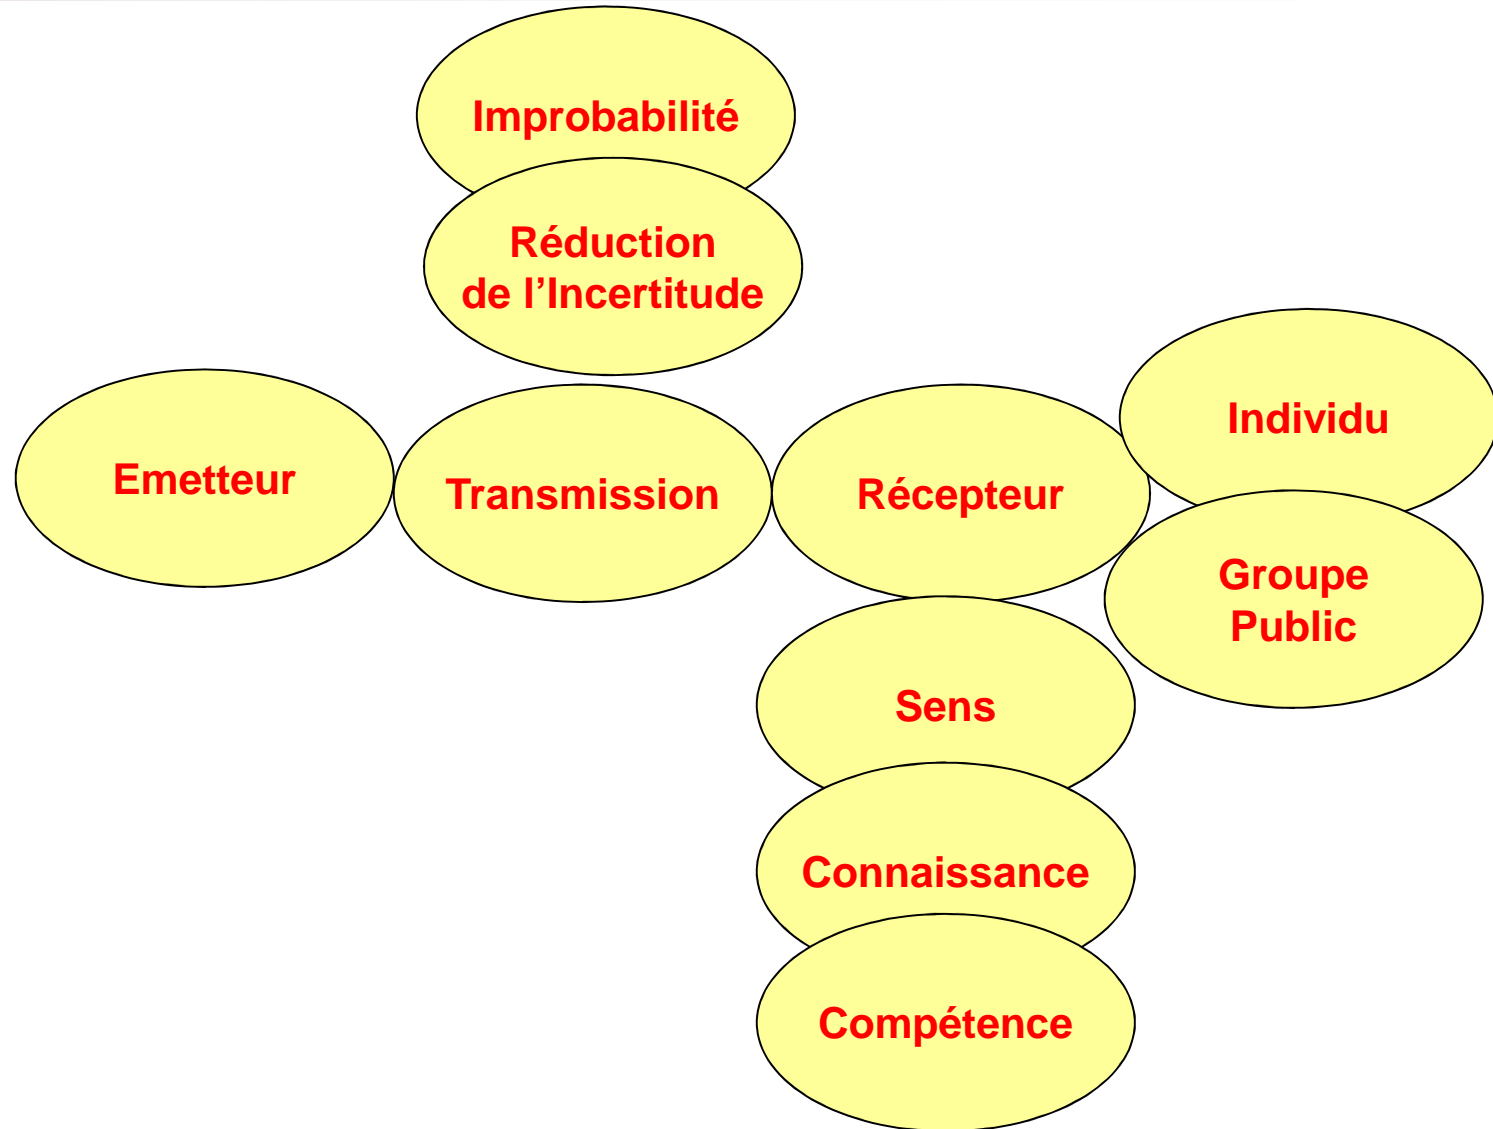 Improbabilité
Réduction
de l’Incertitude
Emetteur
Transmission
Récepteur
Individu
Groupe
Public
Sens
Connaissance
Compétence